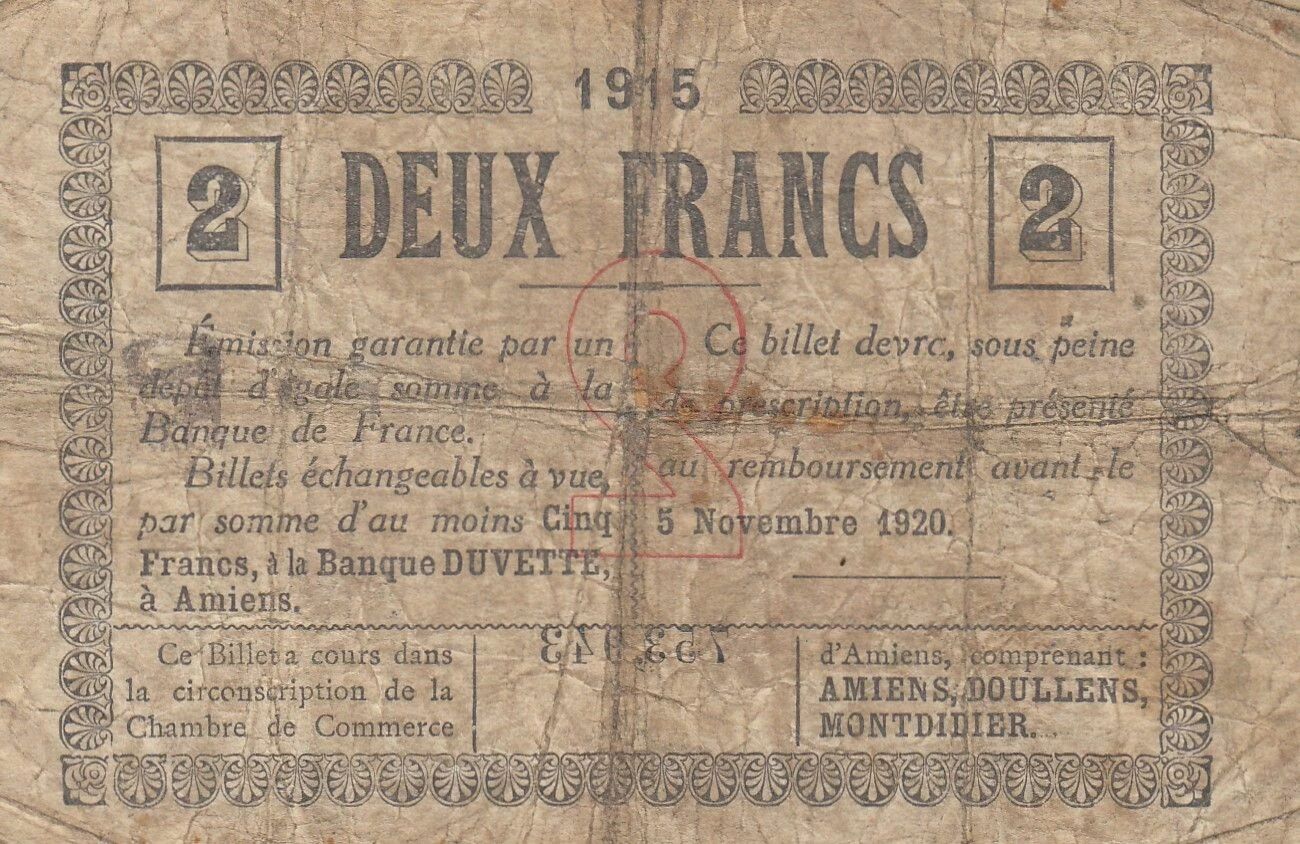 1915
2 DEUX FRANCS 2
2
Émission garantie par un
dépôt d'égale somme à la
Banque de France.
Billets échangeables à vue,
par somme d'au moins Cinq
Francs, à la Banque DUVETTE,
à Amiens.
Ce billet devra, sous peine
de prescription, être présenté
au remboursement avant le
5 Novembre 1920.
Ce Billet a cours dans
la circonscription de la
Chambre de Commerce
753,943
d'Amiens, comprenant :
AMIENS, DOULLENS,
MONTDIDIER.